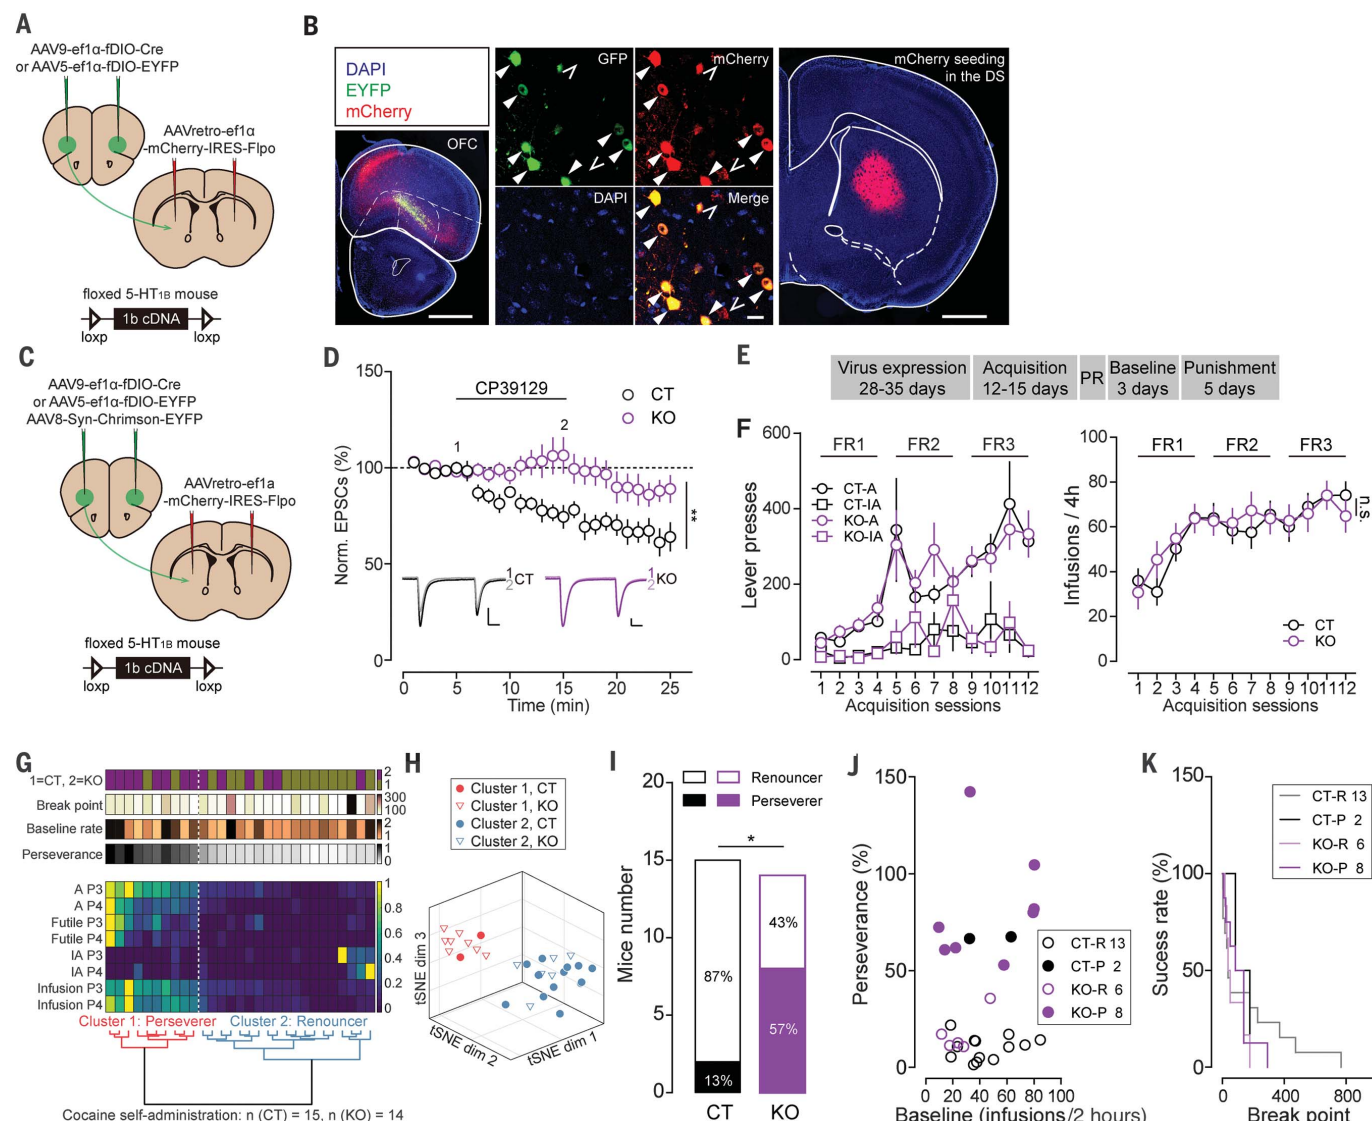 A
AAV9-ef1α-fDIO-Cre
or AAV5-ef1α-fDIO-EYFP
AAVretro-ef1α
-mCherry-IRES-Flpo
floxed 5-HT1B mouse
1b cDNA
loxp
loxp
B
DAPI
EYFP
mCherry
OFC
GFP
mCherry
DAPI
Merge
mCherry seeding
in the DS
C
AAV9-ef1α-fDIO-Cre
or AAV5-ef1α-fDIO-EYFP
AAV8-Syn-Chrimson-EYFP
AAVretro-ef1a
-mCherry-IRES-Flpo
floxed 5-HT1B mouse
1b cDNA
loxp
loxp
D
Norm. EPSCs (%)
150
100
50
0
CP39129
1
2
CT
KO
**
1
2
CT
1
2
KO
0 5 10 15 20 25
Time (min)
E
Virus expression
28-35 days
Acquisition
12-15 days
PR
Baseline
3 days
Punishment
5 days
F
Lever presses
600
400
200
0
FR1 FR2 FR3
CT-A
CT-IA
KO-A
KO-IA
1 2 3 4 5 6 7 8 9 10 11 12
Acquisition sessions
Infusions / 4h
100
80
60
40
20
0
FR1 FR2 FR3
n.s.
CT
KO
1 2 3 4 5 6 7 8 9 10 11 12
Acquisition sessions
G
1=CT, 2=KO
2
1
Break point
300
100
Baseline rate
2
1
Perseverance
1
0
A P3
A P4
Futile P3
Futile P4
IA P3
IA P4
Infusion P3
Infusion P4
1
0.8
0.6
0.4
0.2
0
Cluster 1: Perseverer
Cluster 2: Renouncer
Cocaine self-administration: n (CT) = 15, n (KO) = 14
H
Cluster 1, CT
Cluster 1, KO
Cluster 2, CT
Cluster 2, KO
tSNE dim 3
tSNE dim 2
tSNE dim 1
I
Mice number
20
15
10
5
0
Renouncer
Perseverer
*
87%
13%
43%
57%
CT
KO
J
Perseverance (%)
150
100
50
0
CT-R 13
CT-P 2
KO-R 6
KO-P 8
0 20 40 60 80 100
Baseline (infusions/2 hours)
K
Sucess rate (%)
150
100
50
0
CT-R 13
CT-P 2
KO-R 6
KO-P 8
0 400 800
Break point